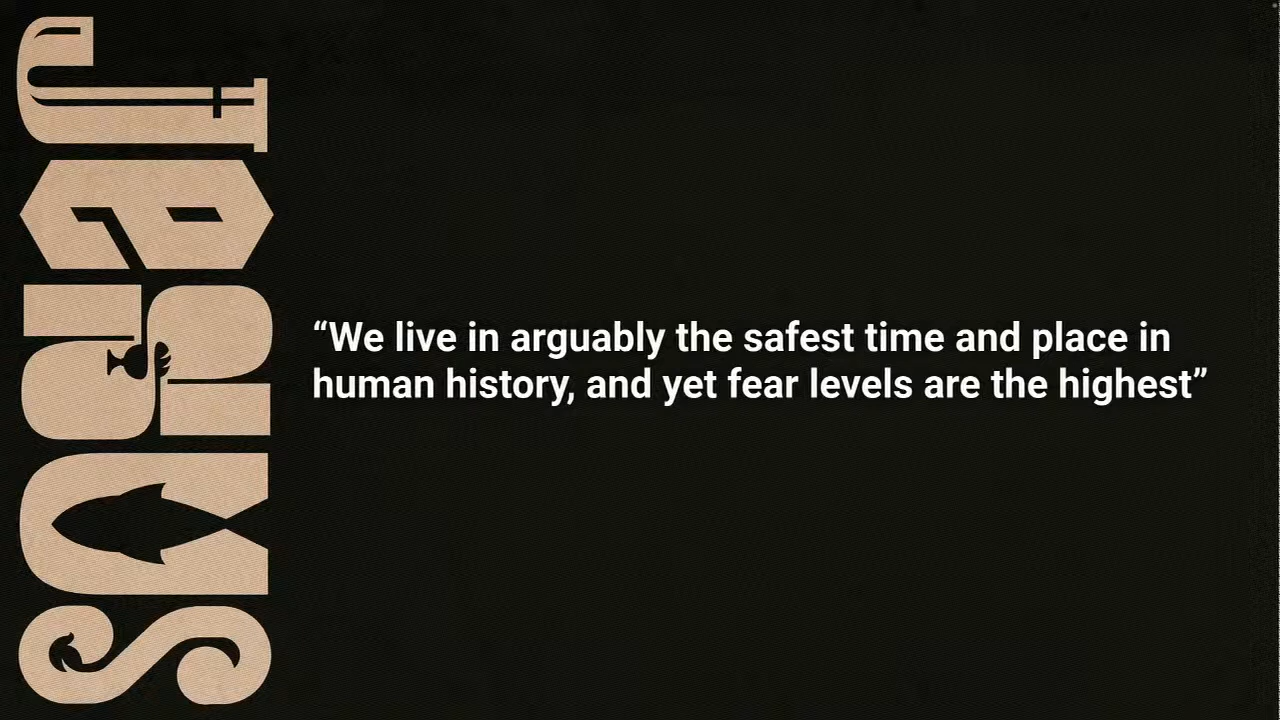 Jesus
“We live in arguably the safest time and place in
human history, and yet fear levels are the highest”